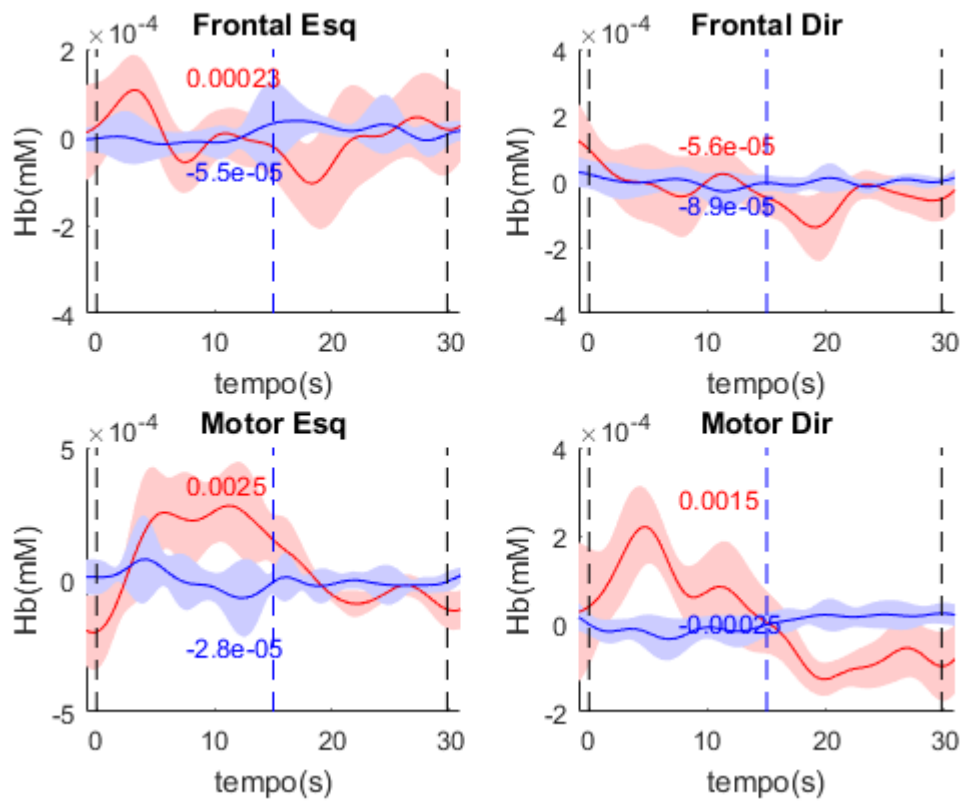 ×10⁻⁴ Frontal Esq
2
0
-2
-4
Hb(mM)
0.00023
-5.5e-05
0 10 20 30
tempo(s)
×10⁻⁴ Frontal Dir
4
2
0
-2
-4
Hb(mM)
-5.6e-05
-8.9e-05
0 10 20 30
tempo(s)
×10⁻⁴ Motor Esq
5
0
-5
Hb(mM)
0.0025
-2.8e-05
0 10 20 30
tempo(s)
×10⁻⁴ Motor Dir
4
2
0
-2
Hb(mM)
0.0015
-0.00025
0 10 20 30
tempo(s)